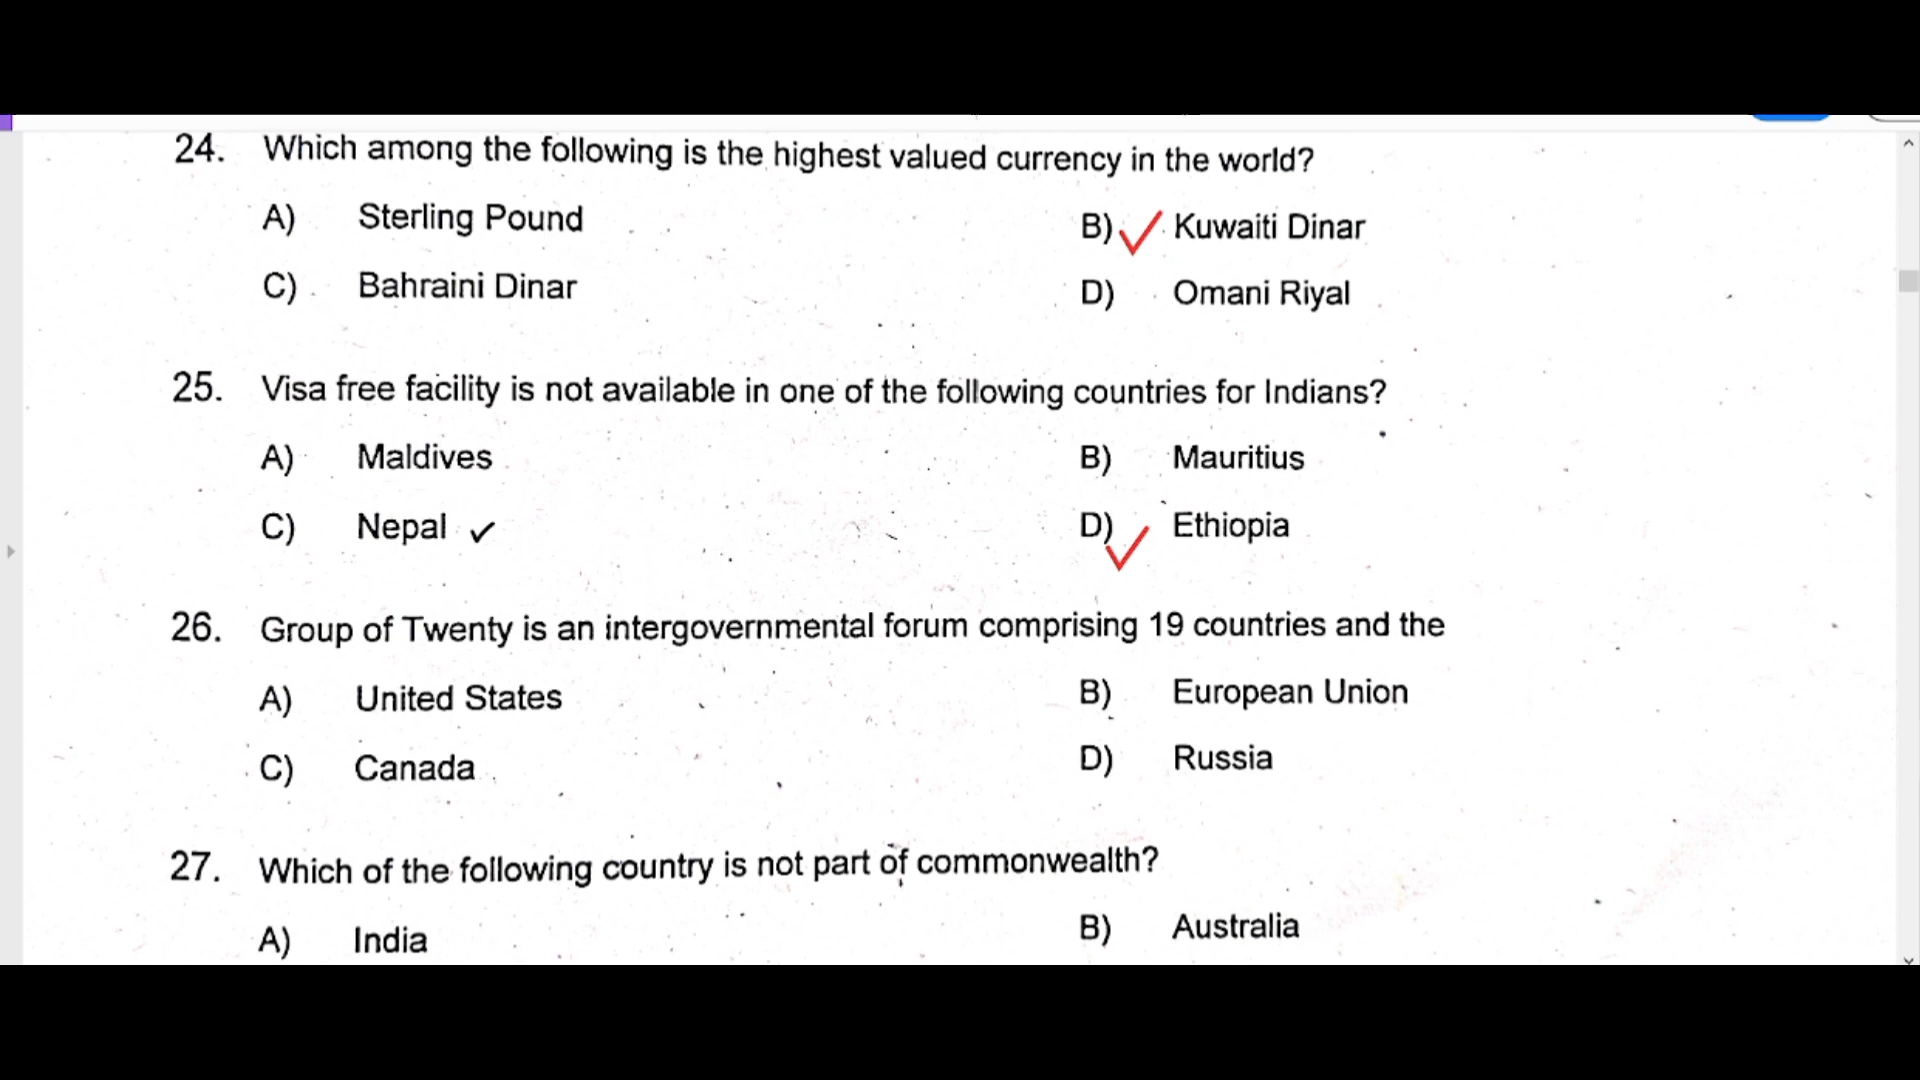 24. Which among the following is the highest valued currency in the world?
A) Sterling Pound B) Kuwaiti Dinar
C) Bahraini Dinar D) Omani Riyal
25. Visa free facility is not available in one of the following countries for Indians?
A) Maldives B) Mauritius
C) Nepal D) Ethiopia
26. Group of Twenty is an intergovernmental forum comprising 19 countries and the
A) United States B) European Union
C) Canada D) Russia
27. Which of the following country is not part of commonwealth?
A) India B) Australia